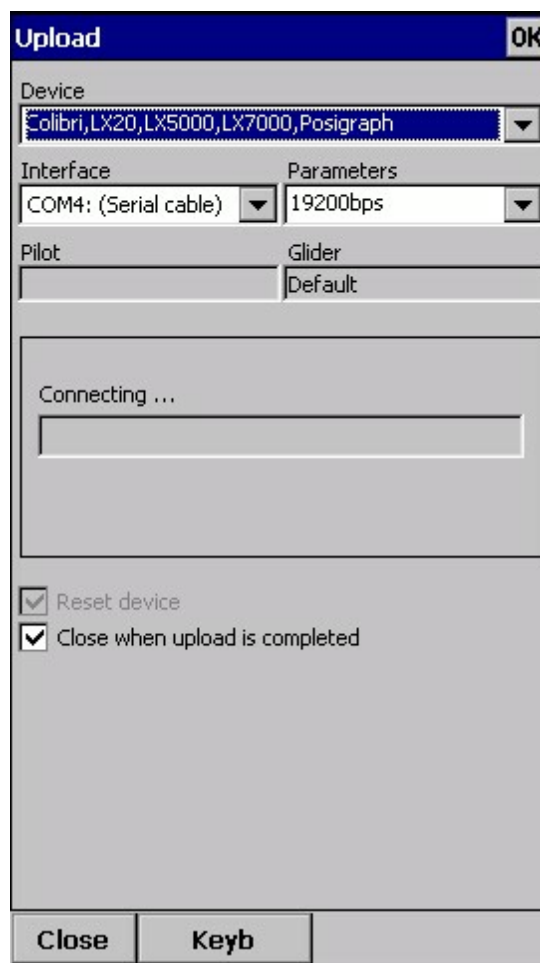 Upload OK
Device
Colibri,LX20,LX5000,LX7000,Posigraph
Interface Parameters
COM4: (Serial cable) 19200bps
Pilot Glider
Default
Connecting ...
Reset device
Close when upload is completed
Close Keyb